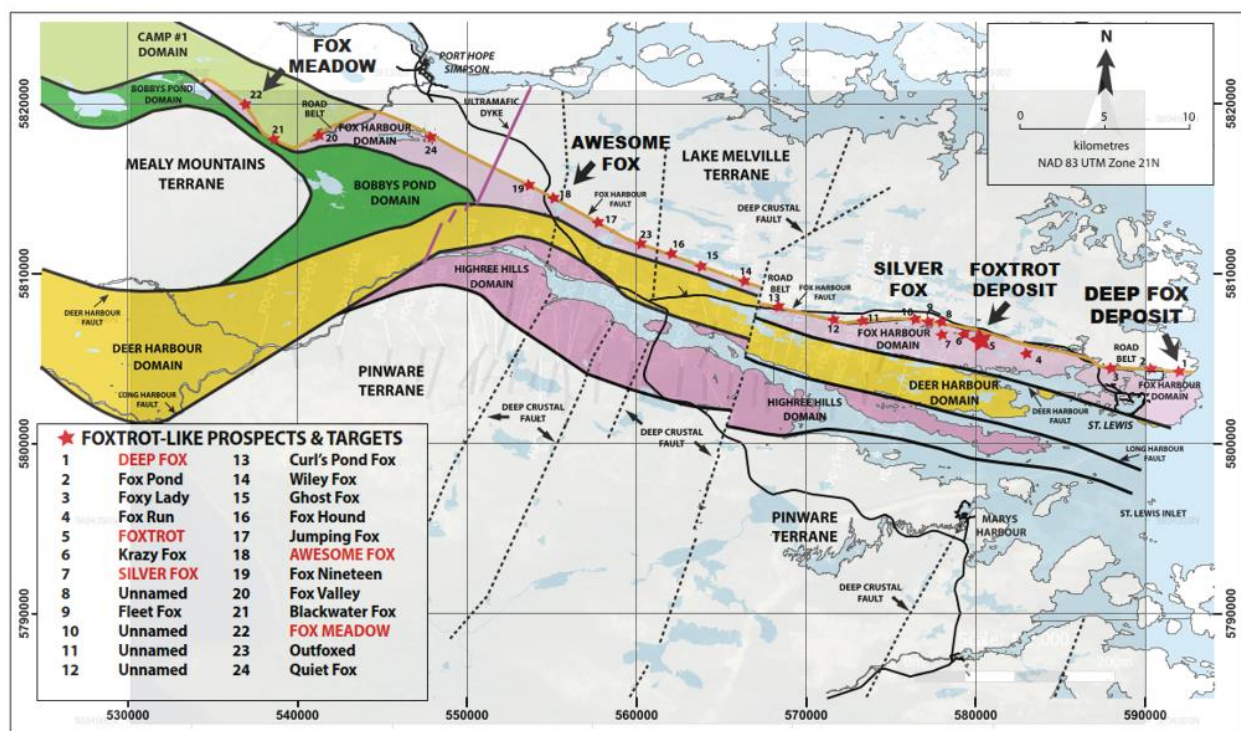 CAMP #1
DOMAIN
FOX
MEADOW
PORT HOPE
SIMPSON
N
5820000
5820000
BOBBYS POND
DOMAIN
22
ROAD
BELT
ULTRAMAFIC
DYKE
0
5
10
kilometres
NAD 83 UTM Zone 21N
21
20
FOX HARBOUR
DOMAIN
24
AWESOME
FOX
LAKE MELVILLE
TERRANE
MEALY MOUNTAINS
TERRANE
BOBBYS POND
DOMAIN
19
18
FOX HARBOUR
FAULT
17
DEEP CRUSTAL
FAULT
23
16
15
14
5810000
5810000
HIGHREE HILLS
DOMAIN
ROAD
BELT
13
FOX HARBOUR
FAULT
SILVER
FOX
FOXTROT
DEPOSIT
DEEP FOX
DEPOSIT
DEER HARBOUR
FAULT
12
11
10
9
8
FOX HARBOUR
DOMAIN
7
6
5
4
ROAD
BELT
3
2
1
DEER HARBOUR
DOMAIN
PINWARE
TERRANE
DEER HARBOUR
DOMAIN
FOX HARBOUR
DOMAIN
LONG HARBOUR
FAULT
DEEP CRUSTAL
FAULT
DEEP CRUSTAL
FAULT
HIGHREE HILLS
DOMAIN
DEER HARBOUR
FAULT
ST. LEWIS
LONG HARBOUR
FAULT
5800000
5800000
ST. LEWIS INLET
PINWARE
TERRANE
MARYS
HARBOUR
DEEP CRUSTAL
FAULT
5790000
5790000
FOXTROT-LIKE PROSPECTS & TARGETS
1 DEEP FOX 13 Curl's Pond Fox
2 Fox Pond 14 Wiley Fox
3 Foxy Lady 15 Ghost Fox
4 Fox Run 16 Fox Hound
5 FOXTROT 17 Jumping Fox
6 Krazy Fox 18 AWESOME FOX
7 SILVER FOX 19 Fox Nineteen
8 Unnamed 20 Fox Valley
9 Fleet Fox 21 Blackwater Fox
10 Unnamed 22 FOX MEADOW
11 Unnamed 23 Outfoxed
12 Unnamed 24 Quiet Fox
530000
540000
550000
560000
570000
580000
590000